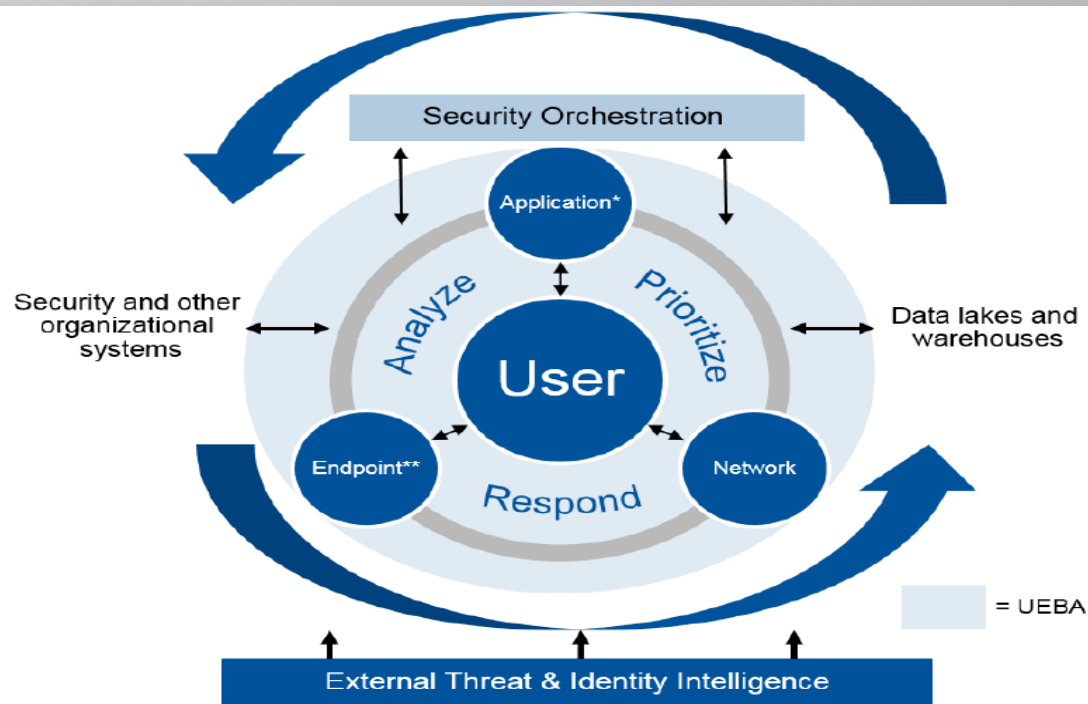 Security Orchestration
Application*
Analyze
Prioritize
Security and other
organizational
systems
User
Data lakes and
warehouses
Endpoint**
Network
Respond
= UEBA
External Threat & Identity Intelligence